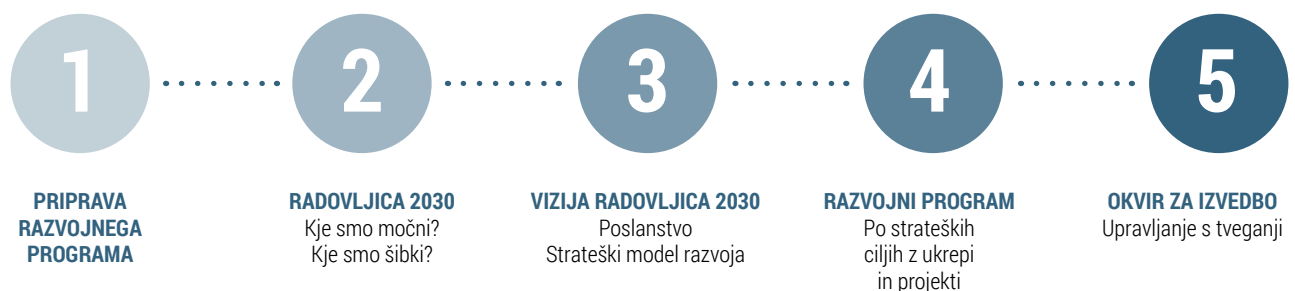 1
2
3
4
5
PRIPRAVA
RAZVOJNEGA
PROGRAMA
RADOVLJICA 2030
Kje smo močni?
Kje smo šibki?
VIZIJA RADOVLJICA 2030
Poslanstvo
Strateški model razvoja
RAZVOJNI PROGRAM
Po strateških
ciljih z ukrepi
in projekti
OKVIR ZA IZVEDBO
Upravljanje s tveganji